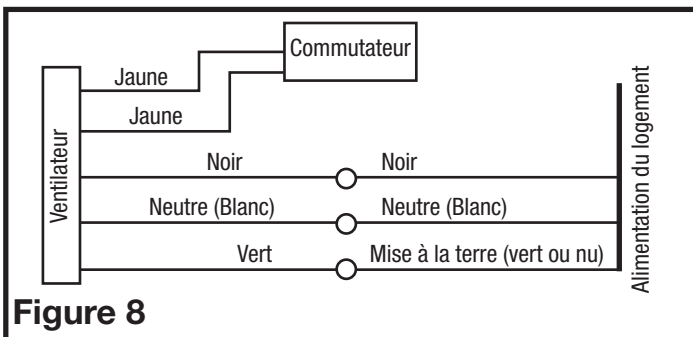 Commutateur
Jaune
Jaune
Ventilateur
Noir
Noir
Neutre (Blanc)
Neutre (Blanc)
Vert
Mise à la terre (vert ou nu)
Alimentation du logement
Figure 8